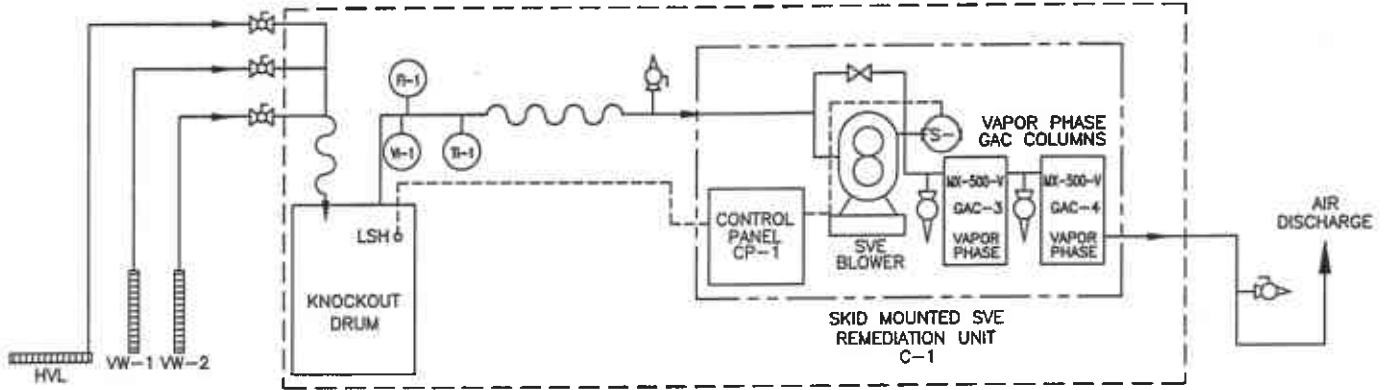 FI-1
VI-1
TI-1
LSH
KNOCKOUT
DRUM
HVL
VW-1
VW-2
CONTROL
PANEL
CP-1
SVE
BLOWER
VAPOR PHASE
GAC COLUMNS
MX-500-V
GAC-3
VAPOR
PHASE
MX-500-V
GAC-4
VAPOR
PHASE
SKID MOUNTED SVE
REMEDIATION UNIT
C-1
AIR
DISCHARGE